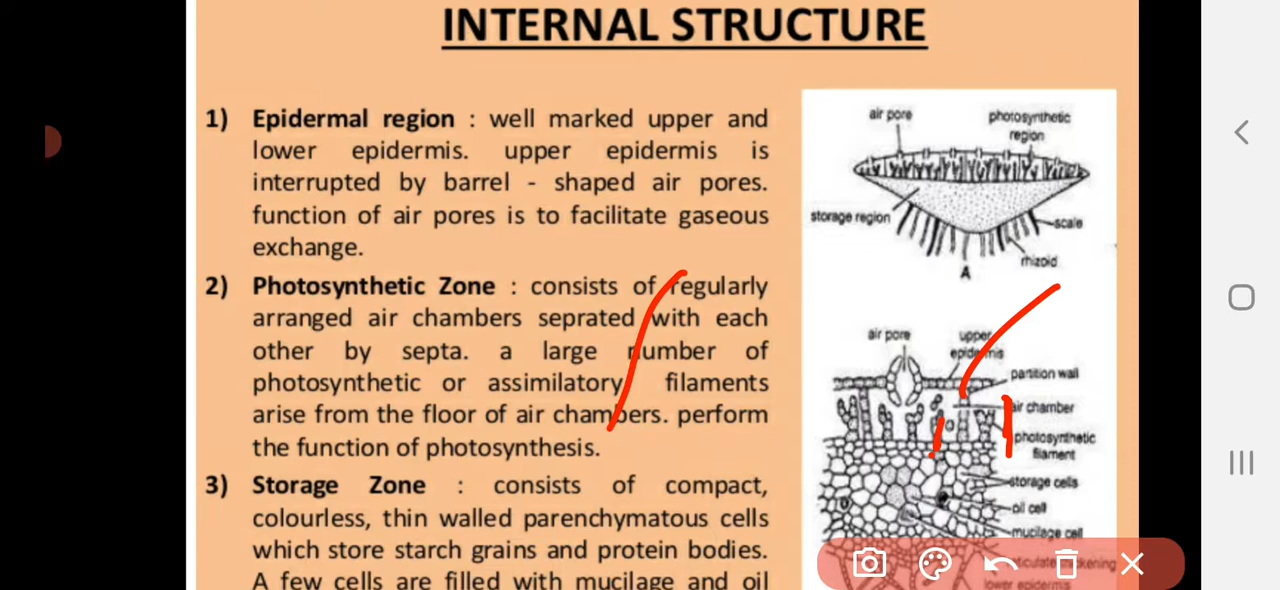 INTERNAL STRUCTURE
1) Epidermal region : well marked upper and
lower epidermis. upper epidermis is
interrupted by barrel - shaped air pores.
function of air pores is to facilitate gaseous
exchange.
2) Photosynthetic Zone : consists of regularly
arranged air chambers seprated with each
other by septa. a large number of
photosynthetic or assimilatory filaments
arise from the floor of air chambers. perform
the function of photosynthesis.
3) Storage Zone : consists of compact,
colourless, thin walled parenchymatous cells
which store starch grains and protein bodies.
A few cells are filled with mucilage and oil
air pore
photosynthetic
region
storage region
scale
rhizoid
A
air pore
upper
epidermis
partition wall
air chamber
photosynthetic
filament
storage cells
oil cell
mucilage cell
lower epidermis